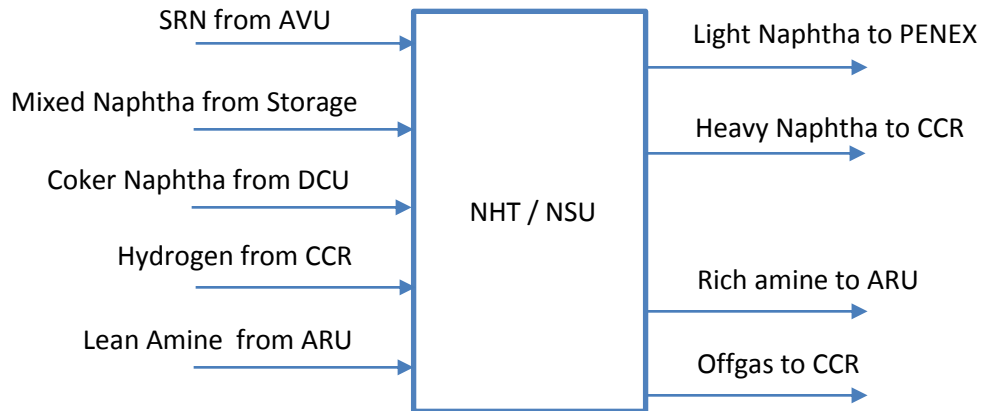 SRN from AVU
Mixed Naphtha from Storage
Coker Naphtha from DCU
Hydrogen from CCR
Lean Amine from ARU
NHT / NSU
Light Naphtha to PENEX
Heavy Naphtha to CCR
Rich amine to ARU
Offgas to CCR